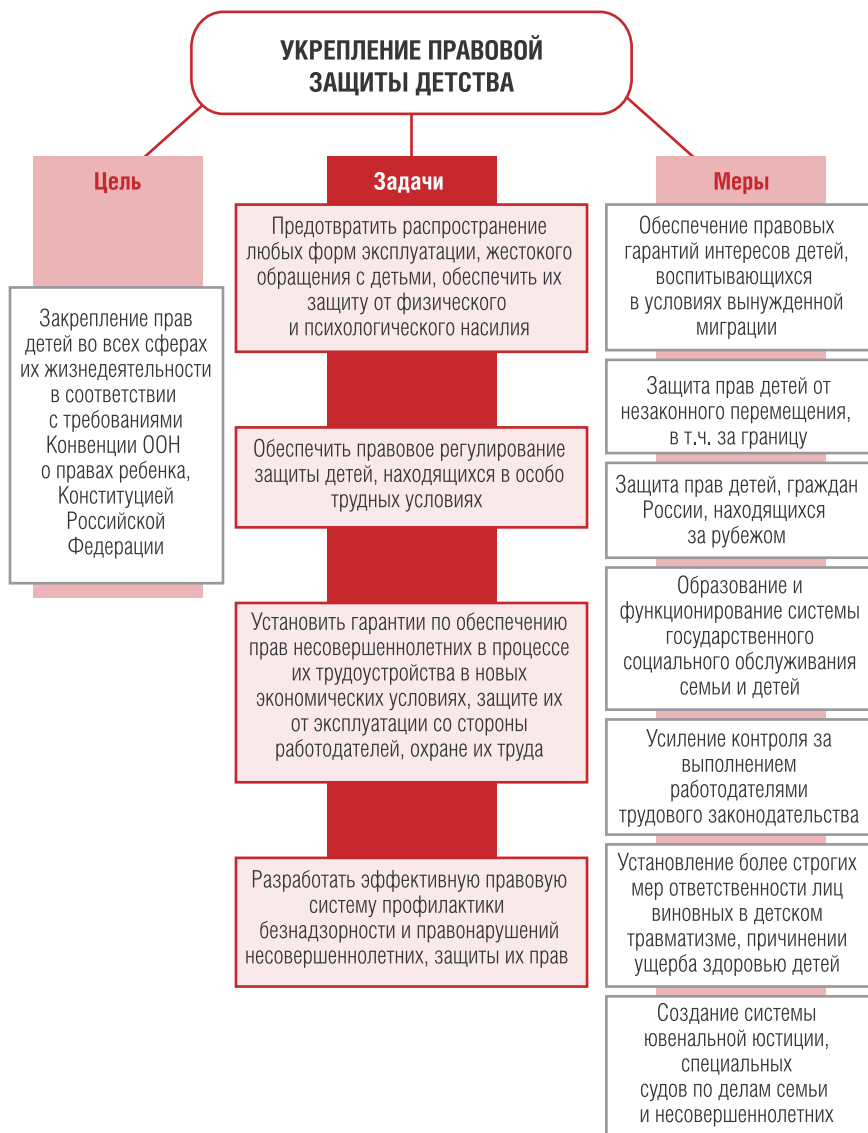 УКРЕПЛЕНИЕ ПРАВОВОЙ
ЗАЩИТЫ ДЕТСТВА
Цель
Закрепление прав
детей во всех сферах
их жизнедеятельности
в соответствии
с требованиями
Конвенции ООН
о правах ребенка,
Конституцией
Российской
Федерации
Задачи
Предотвратить распространение
любых форм эксплуатации, жестокого
обращения с детьми, обеспечить их
защиту от физического
и психологического насилия
Обеспечить правовое регулирование
защиты детей, находящихся в особо
трудных условиях
Установить гарантии по обеспечению
прав несовершеннолетних в процессе
их трудоустройства в новых
экономических условиях, защите их
от эксплуатации со стороны
работодателей, охране их труда
Разработать эффективную правовую
систему профилактики
безнадзорности и правонарушений
несовершеннолетних, защиты их прав
Меры
Обеспечение правовых
гарантий интересов детей,
воспитывающихся
в условиях вынужденной
миграции
Защита прав детей от
незаконного перемещения,
в т.ч. за границу
Защита прав детей, граждан
России, находящихся
за рубежом
Образование и
функционирование системы
государственного
социального обслуживания
семьи и детей
Усиление контроля за
выполнением
работодателями
трудового законодательства
Установление более строгих
мер ответственности лиц
виновных в детском
травматизме, причинении
ущерба здоровью детей
Создание системы
ювенальной юстиции,
специальных
судов по делам семьи
и несовершеннолетних